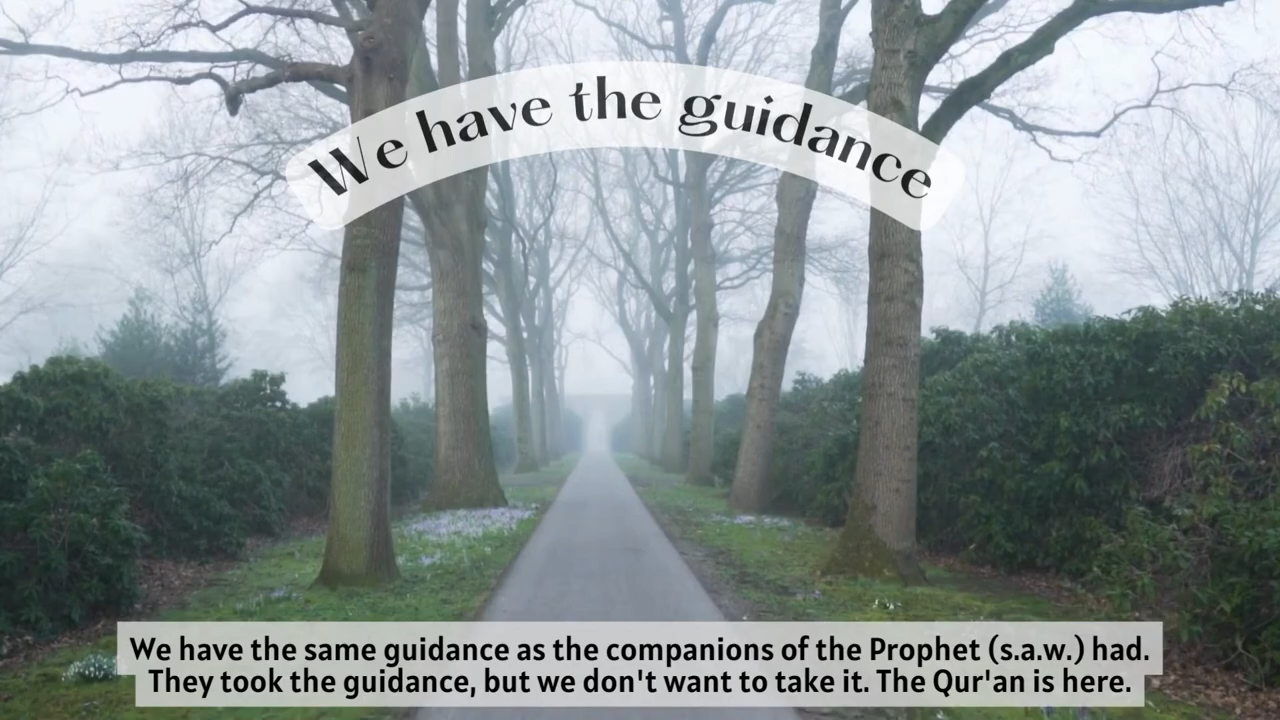 We have the guidance
We have the same guidance as the companions of the Prophet (s.a.w.) had.
They took the guidance, but we don't want to take it. The Qur'an is here.